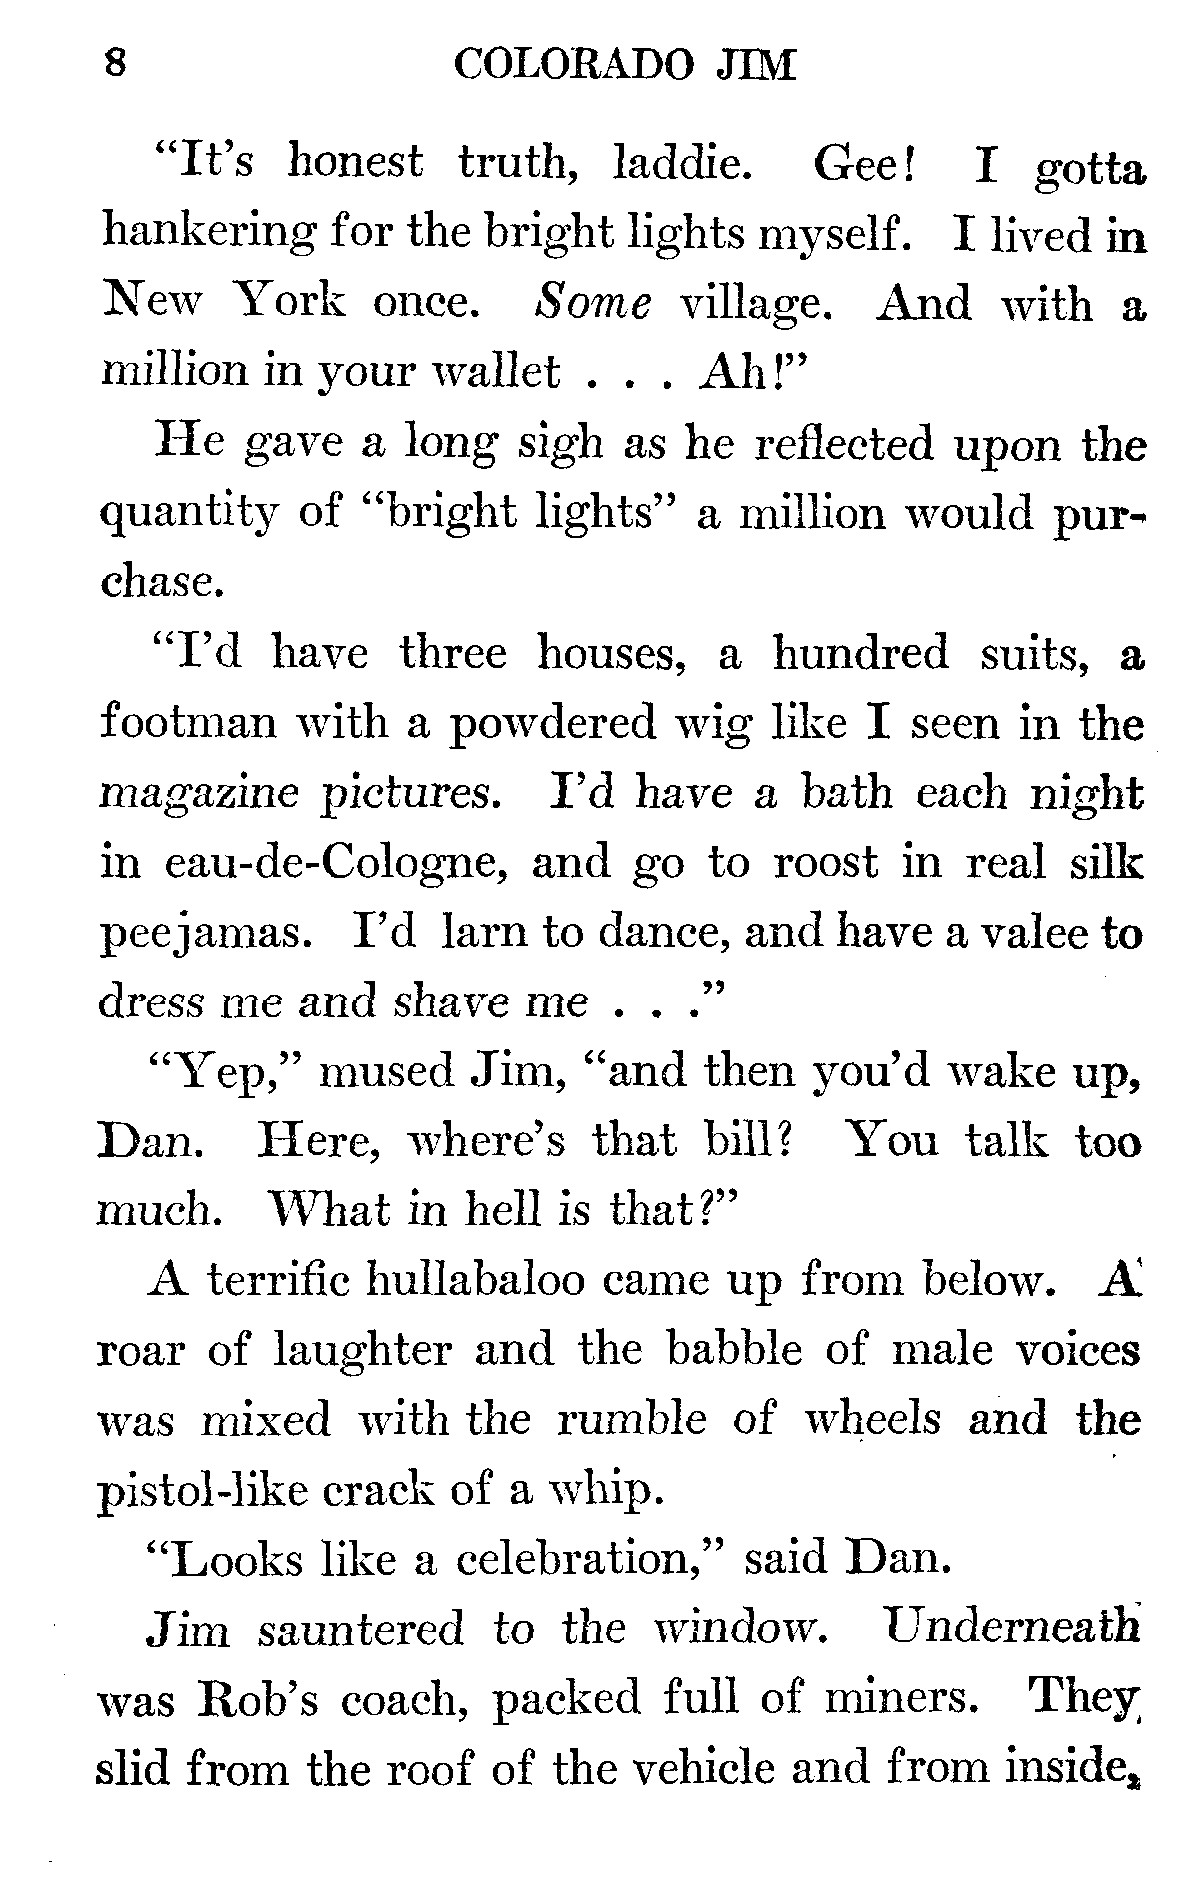 8 COLORADO JIM
“It’s honest truth, laddie. Gee! I gotta
hankering for the bright lights myself. I lived in
New York once. Some village. And with a
million in your wallet . . . Ah!”
He gave a long sigh as he reflected upon the
quantity of “bright lights” a million would pur-
chase.
“I’d have three houses, a hundred suits, a
footman with a powdered wig like I seen in the
magazine pictures. I’d have a bath each night
in eau-de-Cologne, and go to roost in real silk
peejamas. I’d larn to dance, and have a valee to
dress me and shave me . . .”
“Yep,” mused Jim, “and then you’d wake up,
Dan. Here, where’s that bill? You talk too
much. What in hell is that?”
A terrific hullabaloo came up from below. A
roar of laughter and the babble of male voices
was mixed with the rumble of wheels and the
pistol-like crack of a whip.
“Looks like a celebration,” said Dan.
Jim sauntered to the window. Underneath
was Rob’s coach, packed full of miners. They
slid from the roof of the vehicle and from inside,